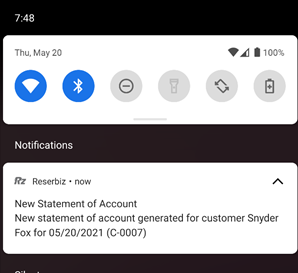 7:48
Thu, May 20 100%
Notifications
Rz Reserbiz • now
New Statement of Account
New statement of account generated for customer Snyder
Fox for 05/20/2021 (C-0007)